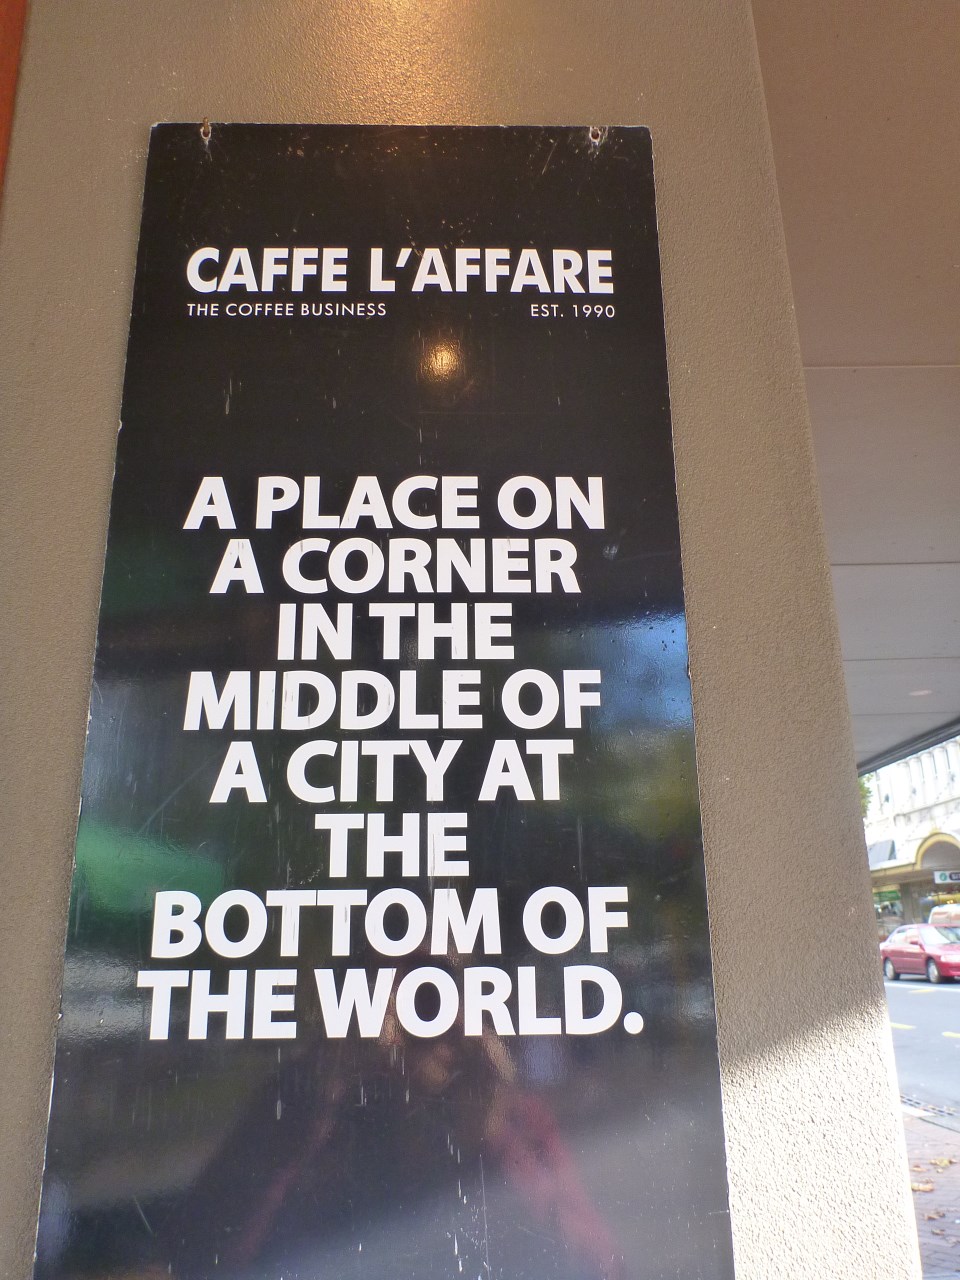 CAFFE L'AFFARE
THE COFFEE BUSINESS EST. 1990
A PLACE ON
A CORNER
IN THE
MIDDLE OF
A CITY AT
THE
BOTTOM OF
THE WORLD.